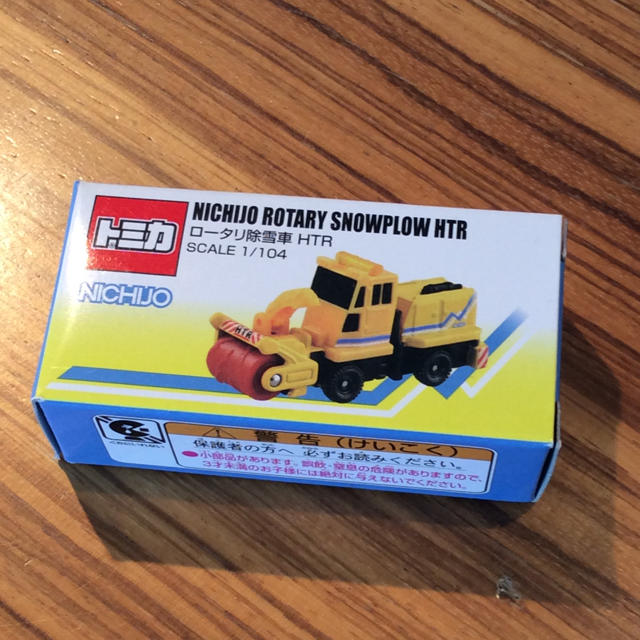 トミカ
NICHIJO ROTARY SNOWPLOW HTR
ロータリ除雪車 HTR
SCALE 1/104
NICHIJO
HTR
警告(けいこく)
保護者の方へ 必ずお読みください。
●小部品があります。誤飲・窒息の危険がありますので
3才未満のお子様には絶対に与えないでください。